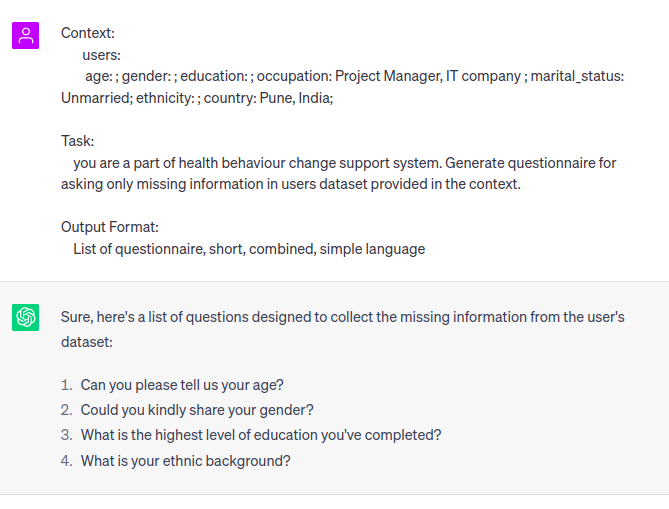 Context:
users:
age: ; gender: ; education: ; occupation: Project Manager, IT company ; marital_status:
Unmarried; ethnicity: ; country: Pune, India;
Task:
you are a part of health behaviour change support system. Generate questionnaire for
asking only missing information in users dataset provided in the context.
Output Format:
List of questionnaire, short, combined, simple language
Sure, here's a list of questions designed to collect the missing information from the user's
dataset:
1. Can you please tell us your age?
2. Could you kindly share your gender?
3. What is the highest level of education you've completed?
4. What is your ethnic background?